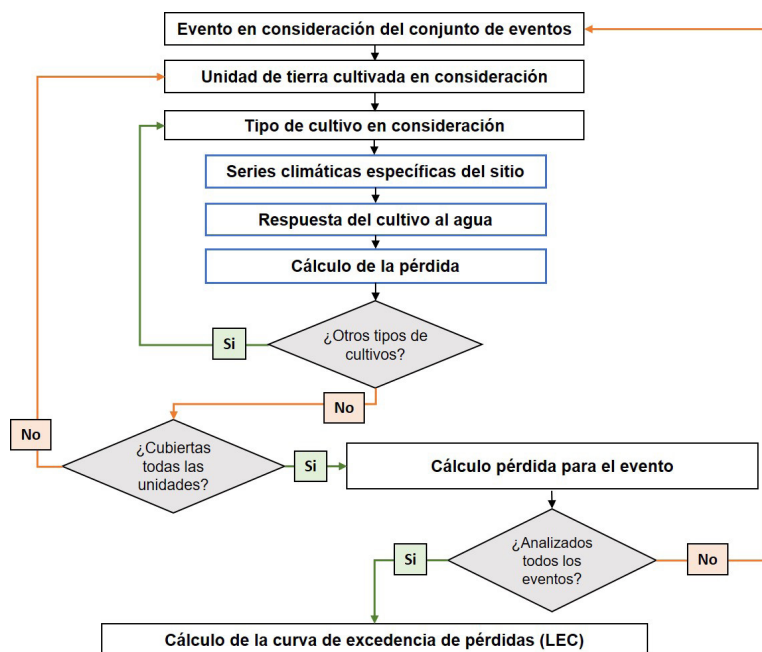 Evento en consideración del conjunto de eventos
Unidad de tierra cultivada en consideración
Tipo de cultivo en consideración
Series climáticas específicas del sitio
Respuesta del cultivo al agua
Cálculo de la pérdida
¿Otros tipos de
cultivos?
Si
No
No
¿Cubiertas
todas las
unidades?
Si
Cálculo pérdida para el evento
¿Analizados
todos los
eventos?
Si
No
Cálculo de la curva de excedencia de pérdidas (LEC)